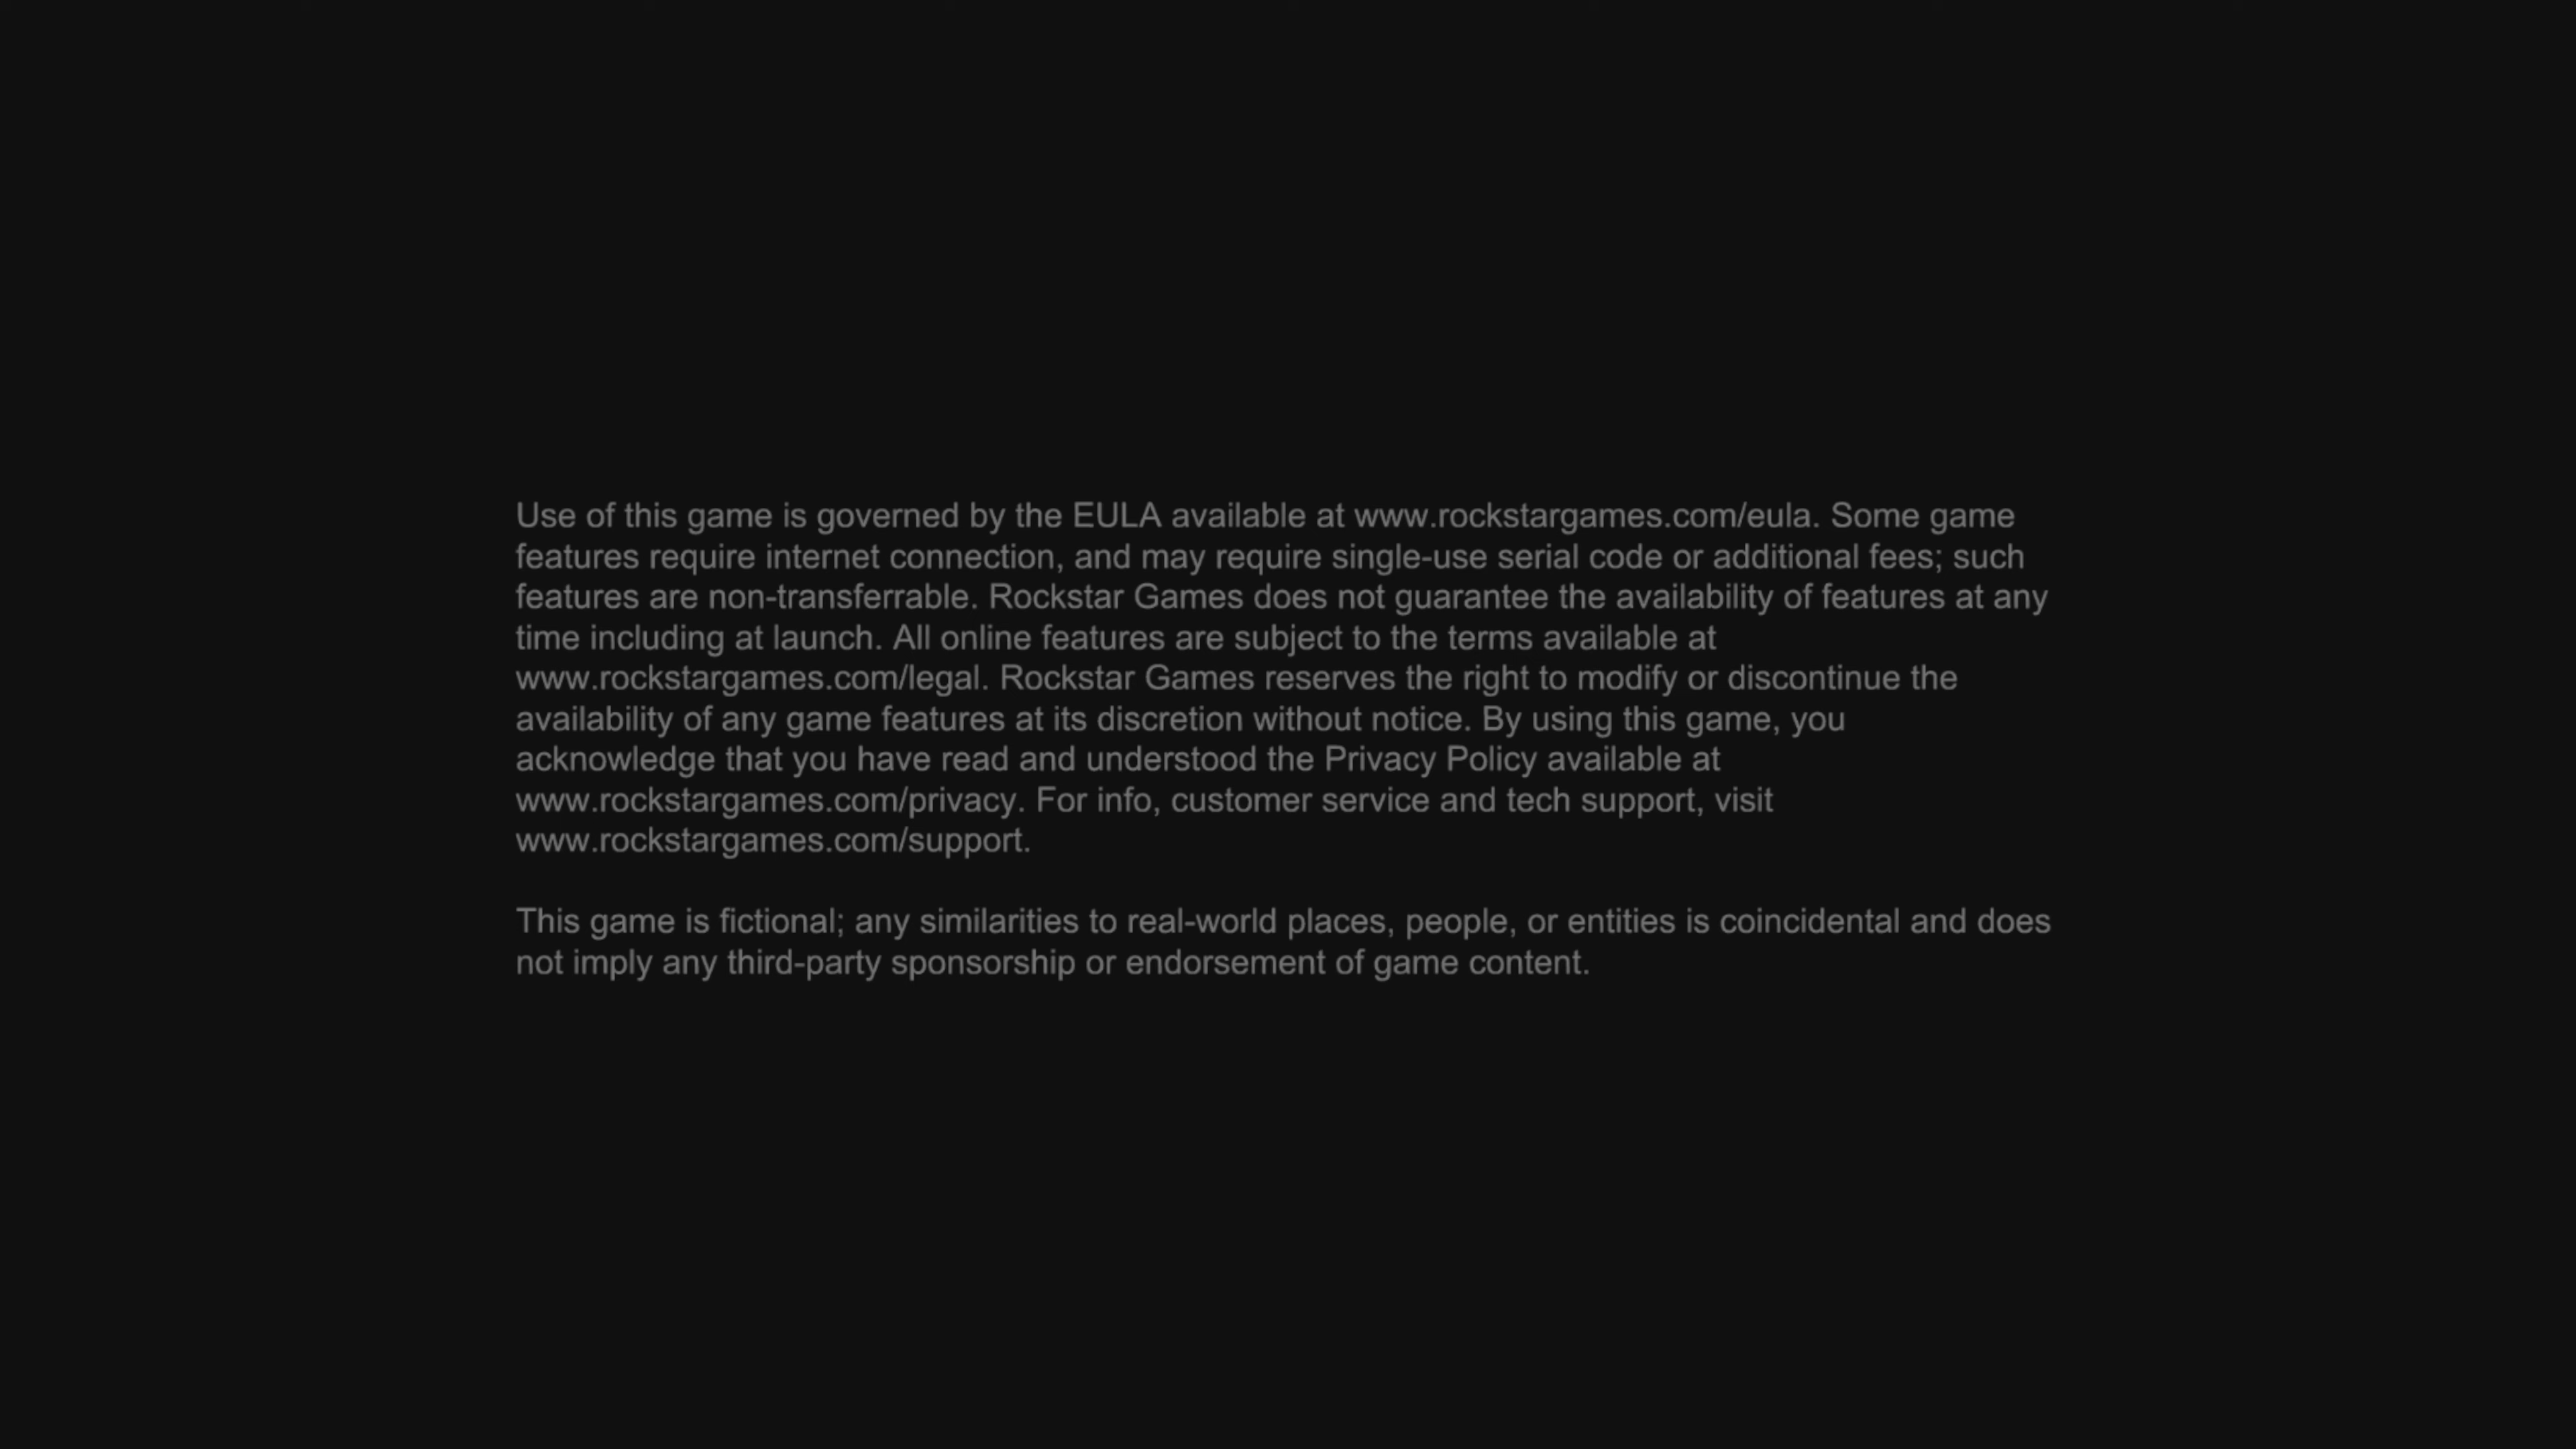 Use of this game is governed by the EULA available at www.rockstargames.com/eula. Some game
features require internet connection, and may require single-use serial code or additional fees; such
features are non-transferrable. Rockstar Games does not guarantee the availability of features at any
time including at launch. All online features are subject to the terms available at
www.rockstargames.com/legal. Rockstar Games reserves the right to modify or discontinue the
availability of any game features at its discretion without notice. By using this game, you
acknowledge that you have read and understood the Privacy Policy available at
www.rockstargames.com/privacy. For info, customer service and tech support, visit
www.rockstargames.com/support.

This game is fictional; any similarities to real-world places, people, or entities is coincidental and does
not imply any third-party sponsorship or endorsement of game content.